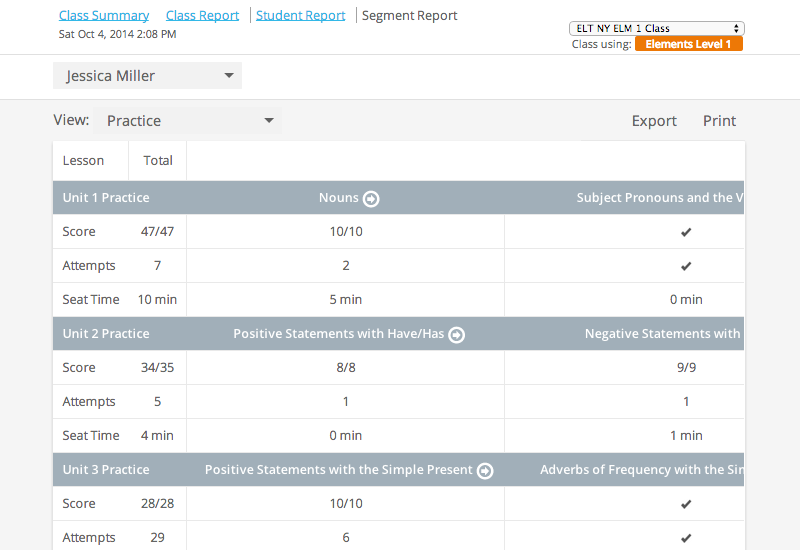 Class Summary Class Report Student Report Segment Report
Sat Oct 4, 2014 2:08 PM
ELT NY ELM 1 Class
Class using: Elements Level 1
Jessica Miller
View: Practice Export Print
Lesson Total
Unit 1 Practice Nouns Subject Pronouns and the V
Score 47/47 10/10 ✔
Attempts 7 2 ✔
Seat Time 10 min 5 min 0 min
Unit 2 Practice Positive Statements with Have/Has Negative Statements with
Score 34/35 8/8 9/9
Attempts 5 1 1
Seat Time 4 min 0 min 1 min
Unit 3 Practice Positive Statements with the Simple Present Adverbs of Frequency with the Sin
Score 28/28 10/10 ✔
Attempts 29 6 ✔